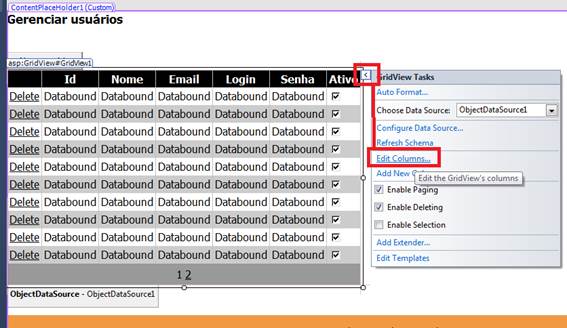 ContentPlaceHolder1 (Custom)
Gerenciar usuários
asp:GridView#GridView1
Id Nome Email Login Senha Ativo
Delete Databound Databound Databound Databound Databound
Delete Databound Databound Databound Databound Databound
Delete Databound Databound Databound Databound Databound
Delete Databound Databound Databound Databound Databound
Delete Databound Databound Databound Databound Databound
Delete Databound Databound Databound Databound Databound
Delete Databound Databound Databound Databound Databound
Delete Databound Databound Databound Databound Databound
Delete Databound Databound Databound Databound Databound
Delete Databound Databound Databound Databound Databound
1 2
ObjectDataSource - ObjectDataSource1
GridView Tasks
Auto Format...
Choose Data Source: ObjectDataSource1
Configure Data Source...
Refresh Schema
Edit Columns...
Add New
Edit the GridView's columns
Enable Paging
Enable Deleting
Enable Selection
Add Extender...
Edit Templates